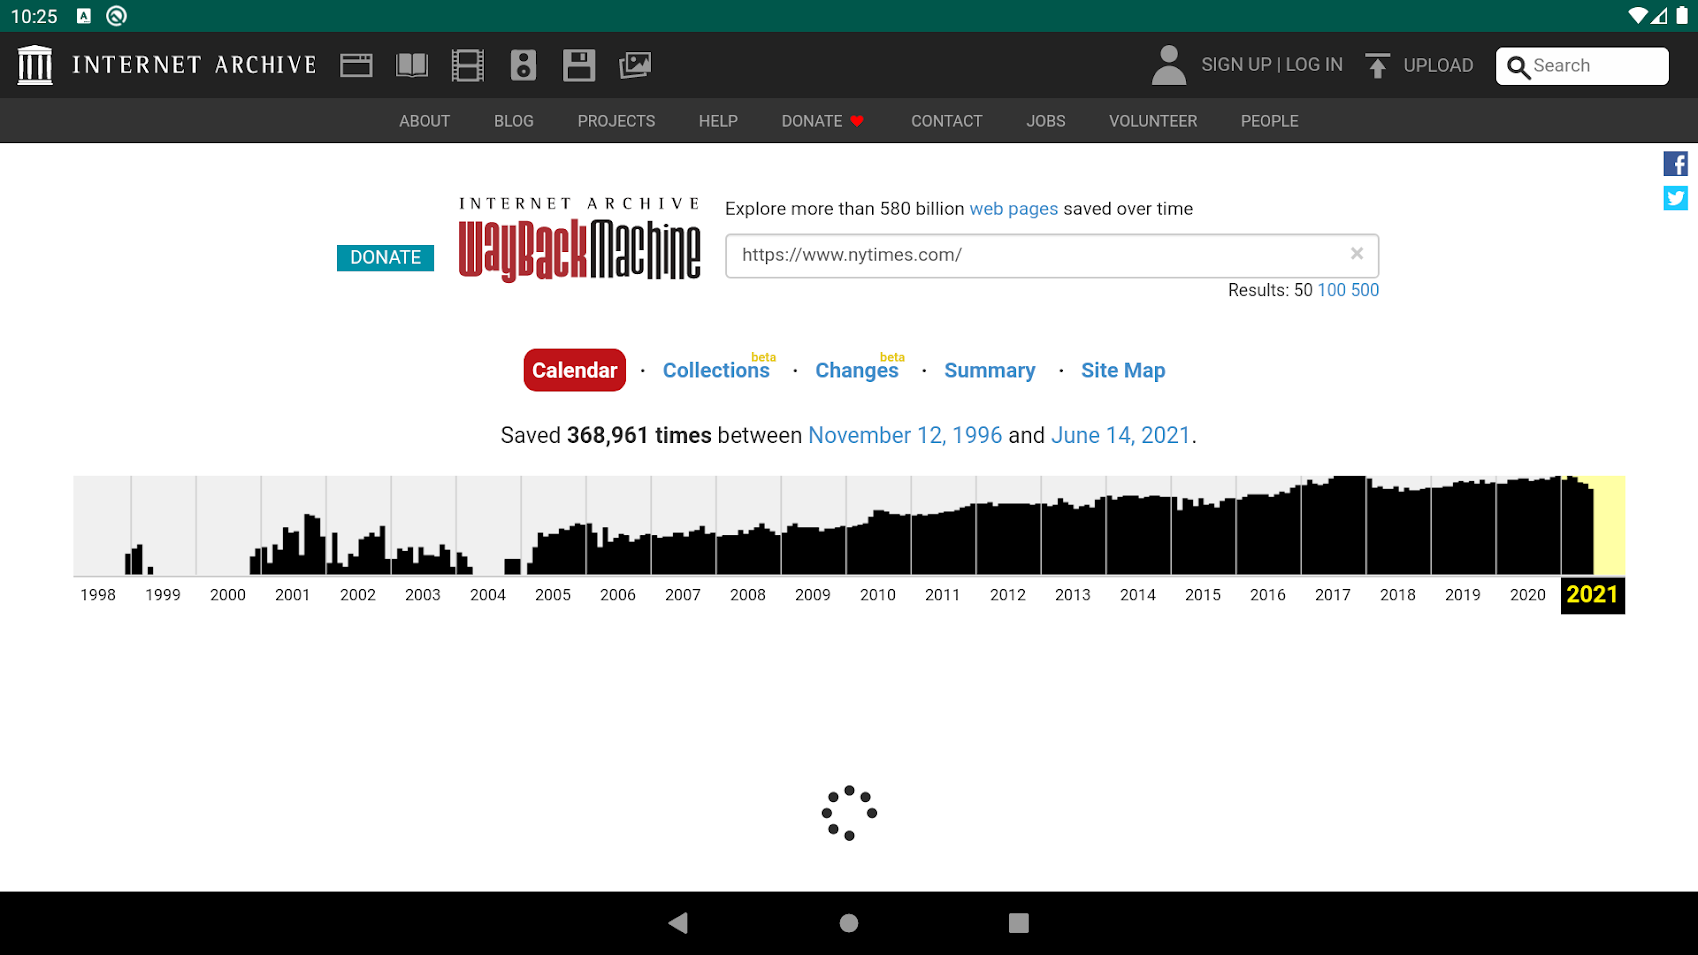 10:25
INTERNET ARCHIVE
SIGN UP | LOG IN
UPLOAD
Search
ABOUT
BLOG
PROJECTS
HELP
DONATE
CONTACT
JOBS
VOLUNTEER
PEOPLE
DONATE
INTERNET ARCHIVE
WayBackMachine
Explore more than 580 billion web pages saved over time
https://www.nytimes.com/
Results: 50 100 500
Calendar · Collections beta · Changes beta · Summary · Site Map
Saved 368,961 times between November 12, 1996 and June 14, 2021.
1998 1999 2000 2001 2002 2003 2004 2005 2006 2007 2008 2009 2010 2011 2012 2013 2014 2015 2016 2017 2018 2019 2020 2021